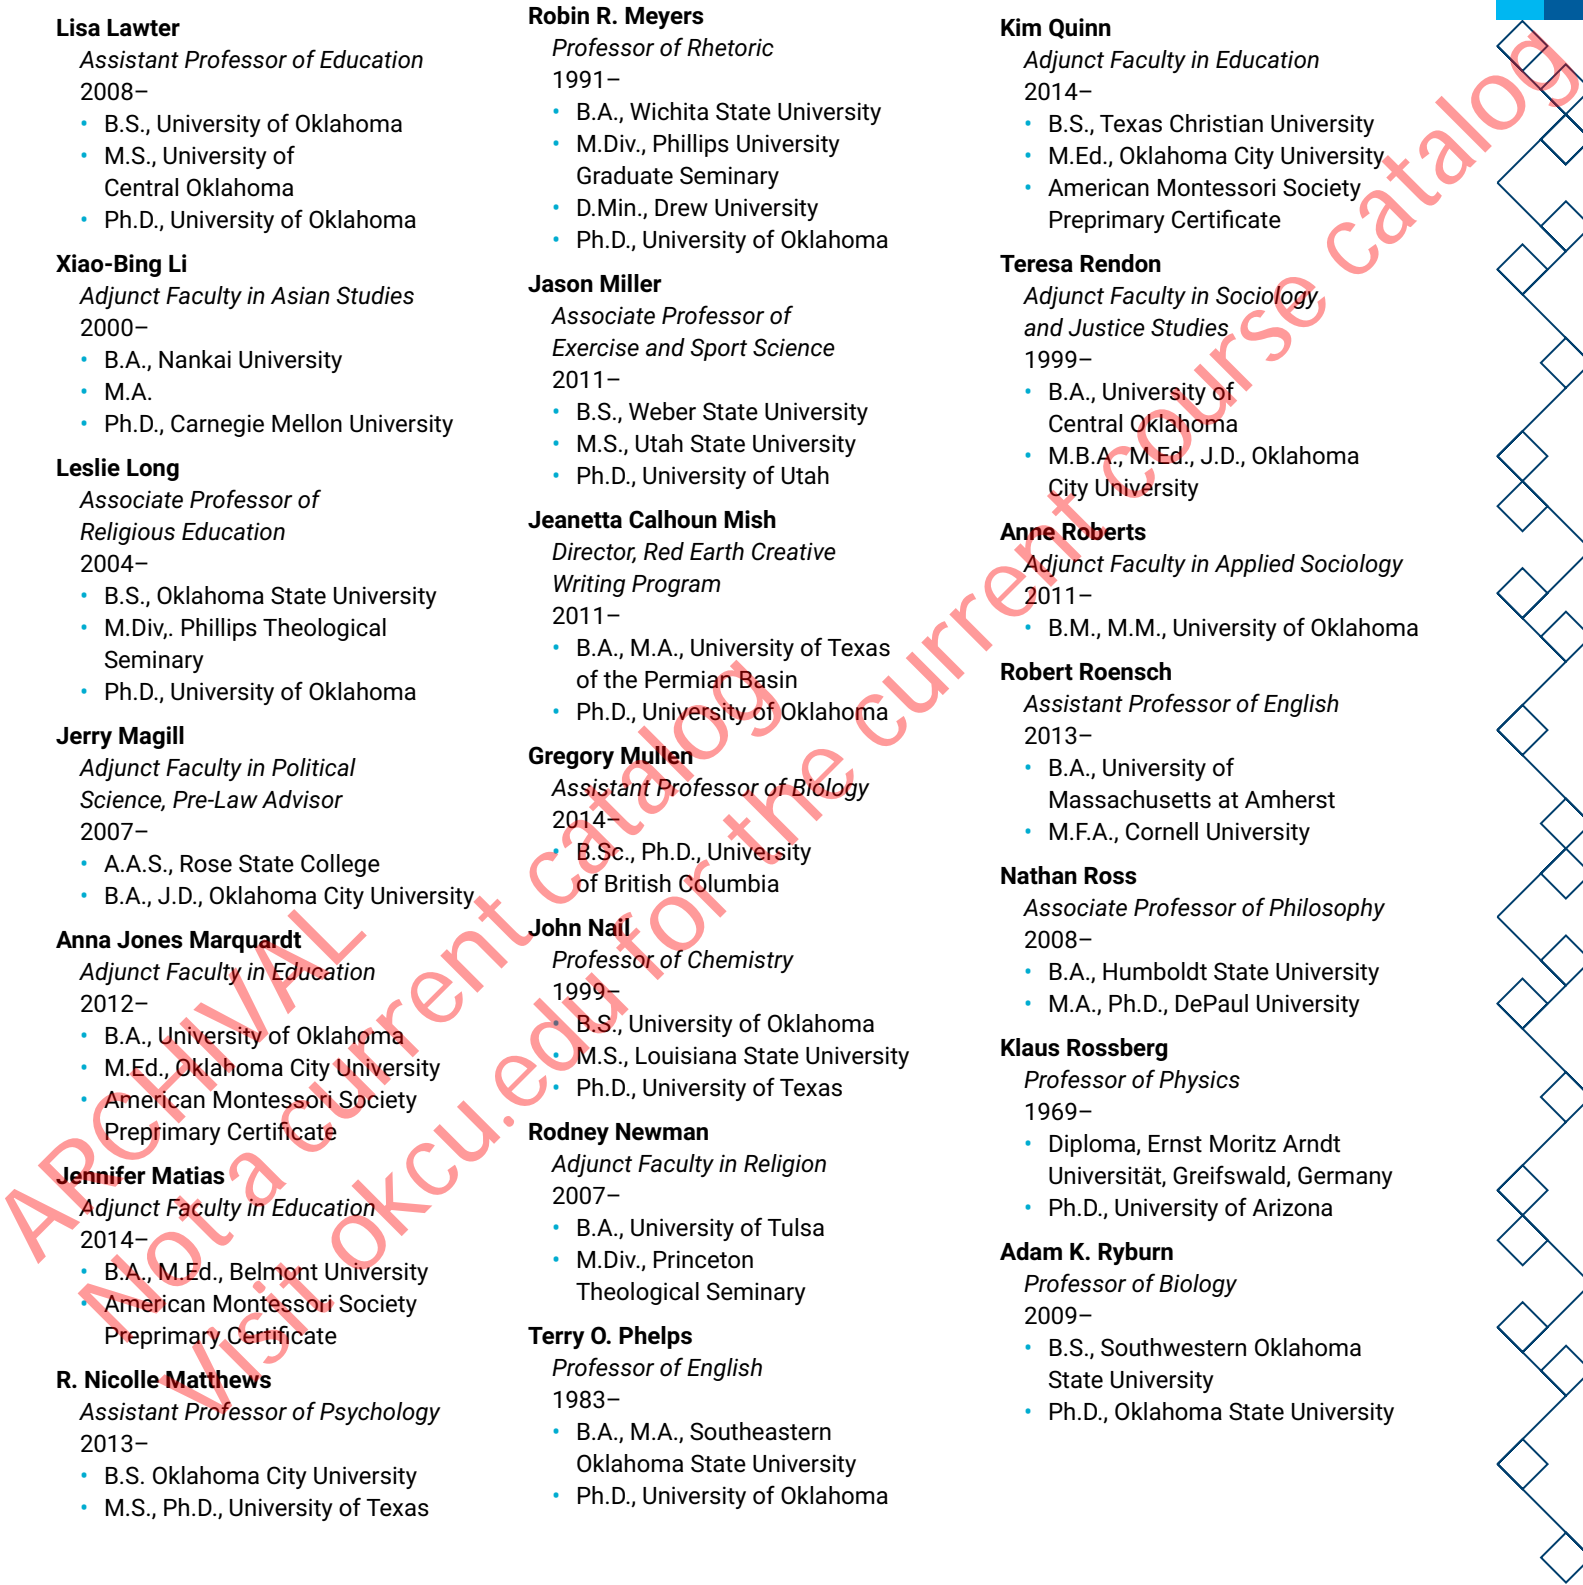 Lisa Lawter
Assistant Professor of Education
2008–
• B.S., University of Oklahoma
• M.S., University of
Central Oklahoma
• Ph.D., University of Oklahoma
Xiao-Bing Li
Adjunct Faculty in Asian Studies
2000–
• B.A., Nankai University
• M.A.
• Ph.D., Carnegie Mellon University
Leslie Long
Associate Professor of
Religious Education
2004–
• B.S., Oklahoma State University
• M.Div,. Phillips Theological
Seminary
• Ph.D., University of Oklahoma
Jerry Magill
Adjunct Faculty in Political
Science, Pre-Law Advisor
2007–
• A.A.S., Rose State College
• B.A., J.D., Oklahoma City University
Anna Jones Marquardt
Adjunct Faculty in Education
2012–
• B.A., University of Oklahoma
• M.Ed., Oklahoma City University
• American Montessori Society
Preprimary Certificate
Jennifer Matias
Adjunct Faculty in Education
2014–
• B.A., M.Ed., Belmont University
• American Montessori Society
Preprimary Certificate
R. Nicolle Matthews
Assistant Professor of Psychology
2013–
• B.S. Oklahoma City University
• M.S., Ph.D., University of Texas
Robin R. Meyers
Professor of Rhetoric
1991–
• B.A., Wichita State University
• M.Div., Phillips University
Graduate Seminary
• D.Min., Drew University
• Ph.D., University of Oklahoma
Jason Miller
Associate Professor of
Exercise and Sport Science
2011–
• B.S., Weber State University
• M.S., Utah State University
• Ph.D., University of Utah
Jeanetta Calhoun Mish
Director, Red Earth Creative
Writing Program
2011–
• B.A., M.A., University of Texas
of the Permian Basin
• Ph.D., University of Oklahoma
Gregory Mullen
Assistant Professor of Biology
2014–
• B.Sc., Ph.D., University
of British Columbia
John Nail
Professor of Chemistry
1999–
• B.S., University of Oklahoma
• M.S., Louisiana State University
• Ph.D., University of Texas
Rodney Newman
Adjunct Faculty in Religion
2007–
• B.A., University of Tulsa
• M.Div., Princeton
Theological Seminary
Terry O. Phelps
Professor of English
1983–
• B.A., M.A., Southeastern
Oklahoma State University
• Ph.D., University of Oklahoma
Kim Quinn
Adjunct Faculty in Education
2014–
• B.S., Texas Christian University
• M.Ed., Oklahoma City University
• American Montessori Society
Preprimary Certificate
Teresa Rendon
Adjunct Faculty in Sociology
and Justice Studies
1999–
• B.A., University of
Central Oklahoma
• M.B.A., M.Ed., J.D., Oklahoma
City University
Anne Roberts
Adjunct Faculty in Applied Sociology
2011–
• B.M., M.M., University of Oklahoma
Robert Roensch
Assistant Professor of English
2013–
• B.A., University of
Massachusetts at Amherst
• M.F.A., Cornell University
Nathan Ross
Associate Professor of Philosophy
2008–
• B.A., Humboldt State University
• M.A., Ph.D., DePaul University
Klaus Rossberg
Professor of Physics
1969–
• Diploma, Ernst Moritz Arndt
Universität, Greifswald, Germany
• Ph.D., University of Arizona
Adam K. Ryburn
Professor of Biology
2009–
• B.S., Southwestern Oklahoma
State University
• Ph.D., Oklahoma State University
ARCHIVAL
Not a current catalog
Visit okcu.edu for the current course catalog